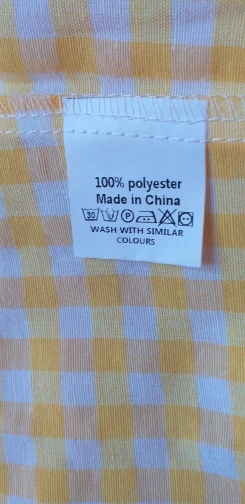 100% polyester
Made in China
30 P
WASH WITH SIMILAR
COLOURS